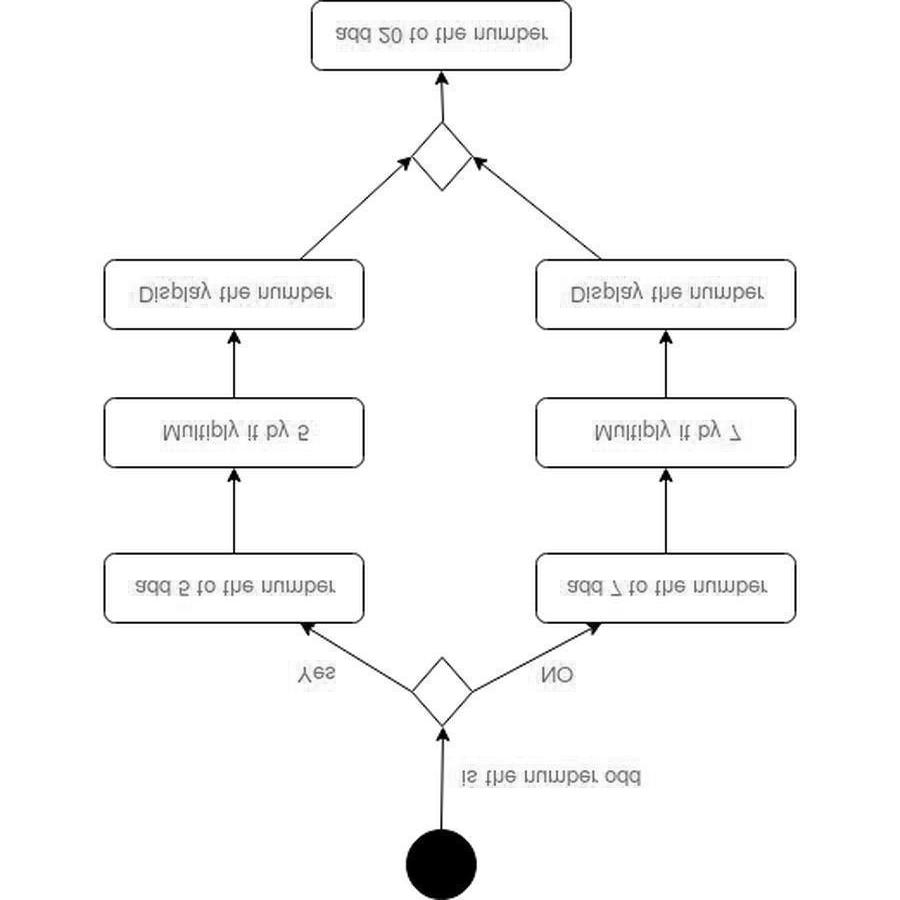 is the number odd
Yes
NO
add 5 to the number
add 7 to the number
Multiply it by 5
Multiply it by 7
Display the number
Display the number
add 20 to the number